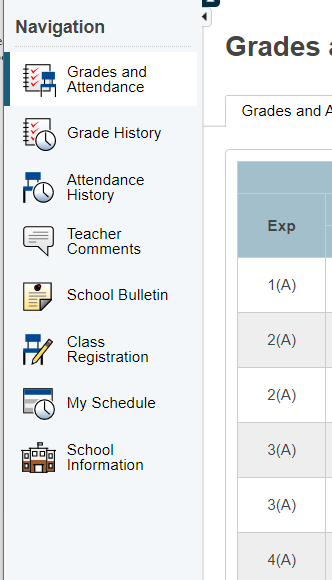 Navigation
Grades and
Attendance
Grade History
Attendance
History
Teacher
Comments
School Bulletin
Class
Registration
My Schedule
School
Information
Grades
Grades and A
Exp
1(A)
2(A)
2(A)
3(A)
3(A)
4(A)